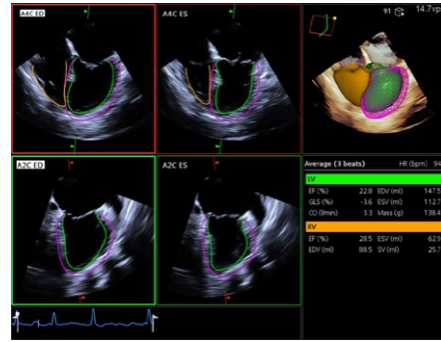 A4C ED
A4C ES
91
14.7vp
A2C ED
A2C ES
Average (3 beats) HR (bpm) 94
LV
EF (%) 22.8 EDV (ml) 147.5
GLS (%) -3.6 ESV (ml) 112.7
CO (l/min) 3.3 Mass (g) 138.4
RV
EF (%) 28.5 ESV (ml) 62.9
EDV (ml) 88.5 SV (ml) 25.7